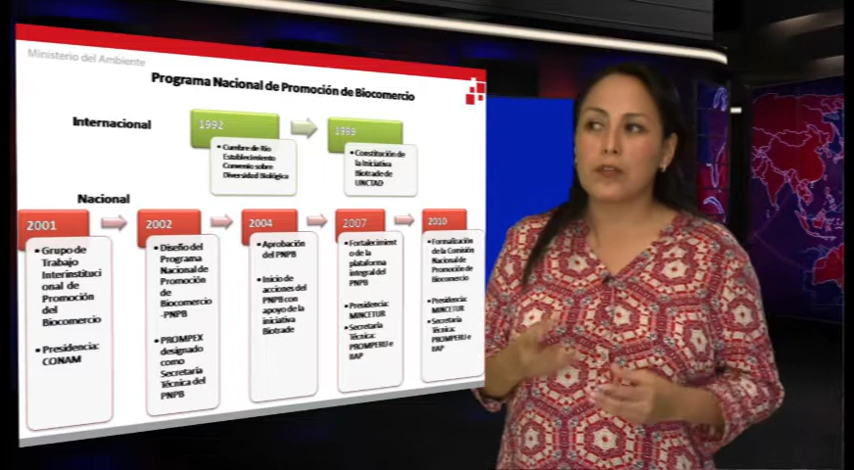 Ministerio del Ambiente
Programa Nacional de Promoción de Biocomercio
Internacional
1992
• Cumbre de Río
Establecimiento
Convenio sobre
Diversidad Biológica
1999
• Constitución de
la Iniciativa
Biotrade de
UNCTAD
Nacional
2001
• Grupo de
Trabajo
Interinstituci
onal de
Promoción
del
Biocomercio
• Presidencia:
CONAM
2002
• Diseño del
Programa
Nacional de
Promoción
de
Biocomercio
-PNPB
• PROMPEX
designado
como
Secretaría
Técnica del
PNPB
2004
• Aprobación
del PNPB
• Inicio de
acciones del
PNPB con
apoyo de la
iniciativa
Biotrade
2007
• Fortalecimient
o de la
plataforma
integral del
PNPB
• Presidencia:
MINCETUR
• Secretaría
Técnica:
PROMPERU e
IIAP
2010
• Formalización
de la Comisión
Nacional de
Promoción de
Biocomercio
• Presidencia:
MINCETUR
• Secretaría
Técnica:
PROMPERU e
IIAP